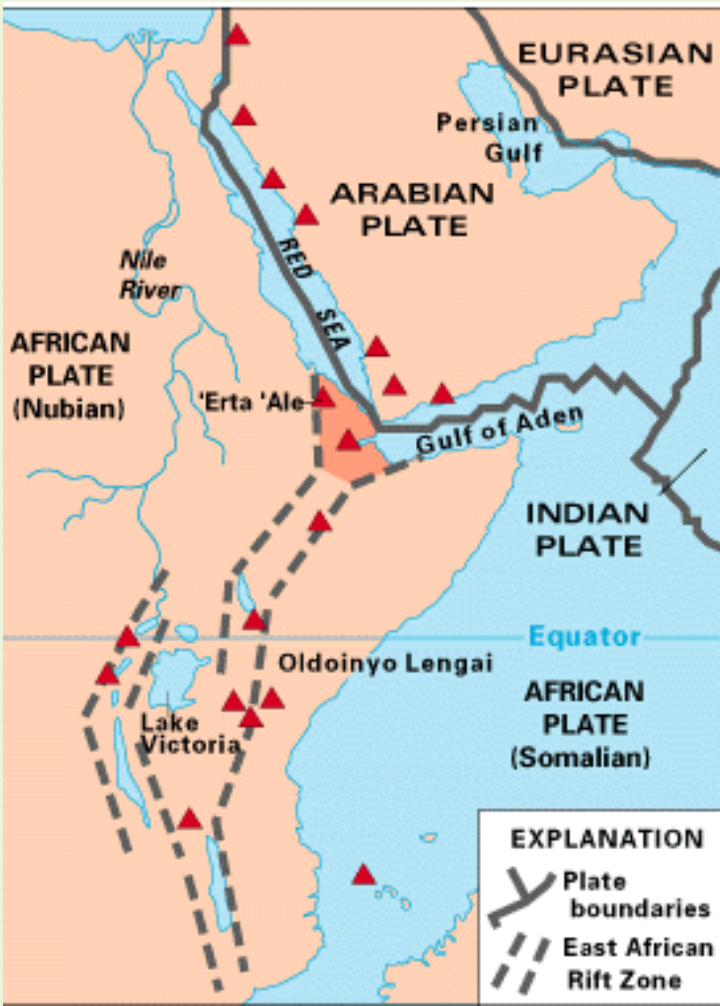 EURASIAN
PLATE
Persian
Gulf
ARABIAN
PLATE
RED
SEA
Nile
River
AFRICAN
PLATE
(Nubian)
'Erta 'Ale
Gulf of Aden
INDIAN
PLATE
Equator
Oldoinyo Lengai
AFRICAN
PLATE
(Somalian)
Lake
Victoria
EXPLANATION
Plate
boundaries
East African
Rift Zone